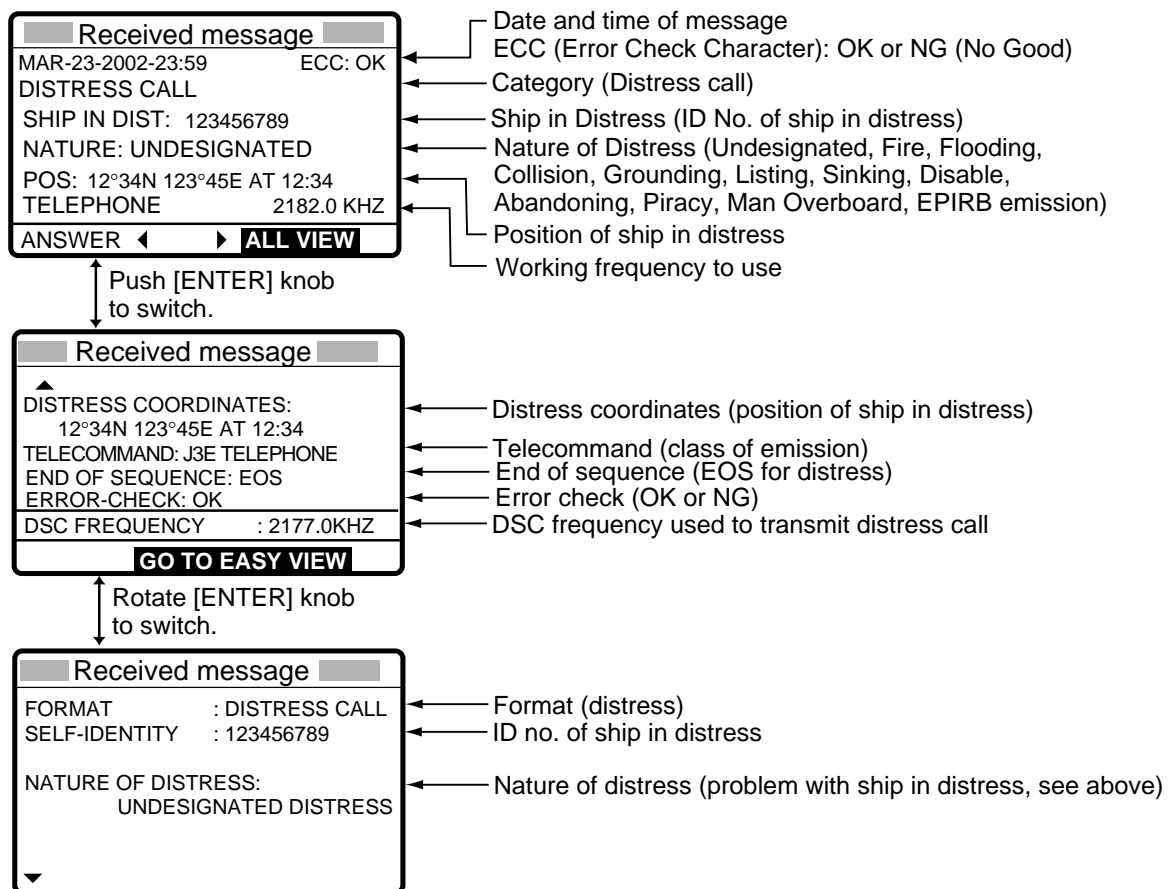 Received message
MAR-23-2002-23:59 ECC: OK
DISTRESS CALL
SHIP IN DIST: 123456789
NATURE: UNDESIGNATED
POS: 12°34N 123°45E AT 12:34
TELEPHONE 2182.0 KHZ
ANSWER ALL VIEW
Date and time of message
ECC (Error Check Character): OK or NG (No Good)
Category (Distress call)
Ship in Distress (ID No. of ship in distress)
Nature of Distress (Undesignated, Fire, Flooding,
Collision, Grounding, Listing, Sinking, Disable,
Abandoning, Piracy, Man Overboard, EPIRB emission)
Position of ship in distress
Working frequency to use
Push [ENTER] knob
to switch.
Received message
DISTRESS COORDINATES:
12°34N 123°45E AT 12:34
TELECOMMAND: J3E TELEPHONE
END OF SEQUENCE: EOS
ERROR-CHECK: OK
DSC FREQUENCY : 2177.0KHZ
GO TO EASY VIEW
Distress coordinates (position of ship in distress)
Telecommand (class of emission)
End of sequence (EOS for distress)
Error check (OK or NG)
DSC frequency used to transmit distress call
Rotate [ENTER] knob
to switch.
Received message
FORMAT : DISTRESS CALL
SELF-IDENTITY : 123456789
NATURE OF DISTRESS:
UNDESIGNATED DISTRESS
Format (distress)
ID no. of ship in distress
Nature of distress (problem with ship in distress, see above)